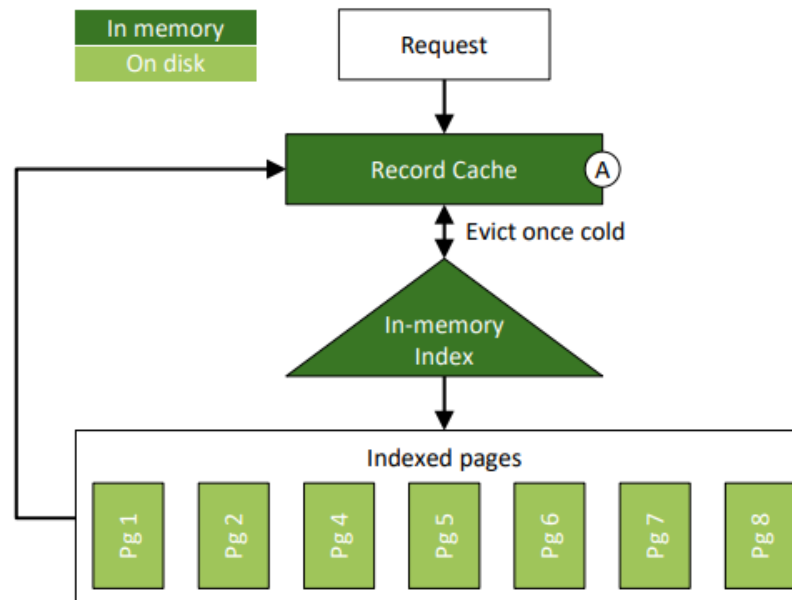 In memory
On disk
Request
Record Cache
A
Evict once cold
In-memory
Index
Indexed pages
Pg 1
Pg 2
Pg 4
Pg 5
Pg 6
Pg 7
Pg 8